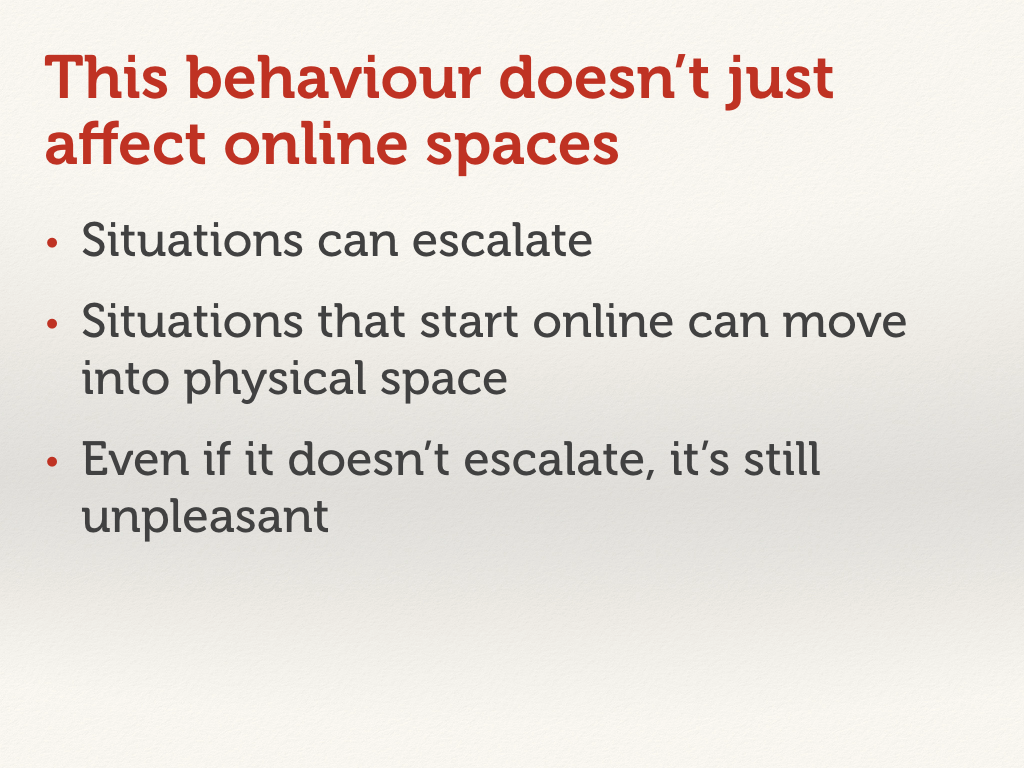 This behaviour doesn’t just
affect online spaces
• Situations can escalate
• Situations that start online can move
into physical space
• Even if it doesn’t escalate, it’s still
unpleasant